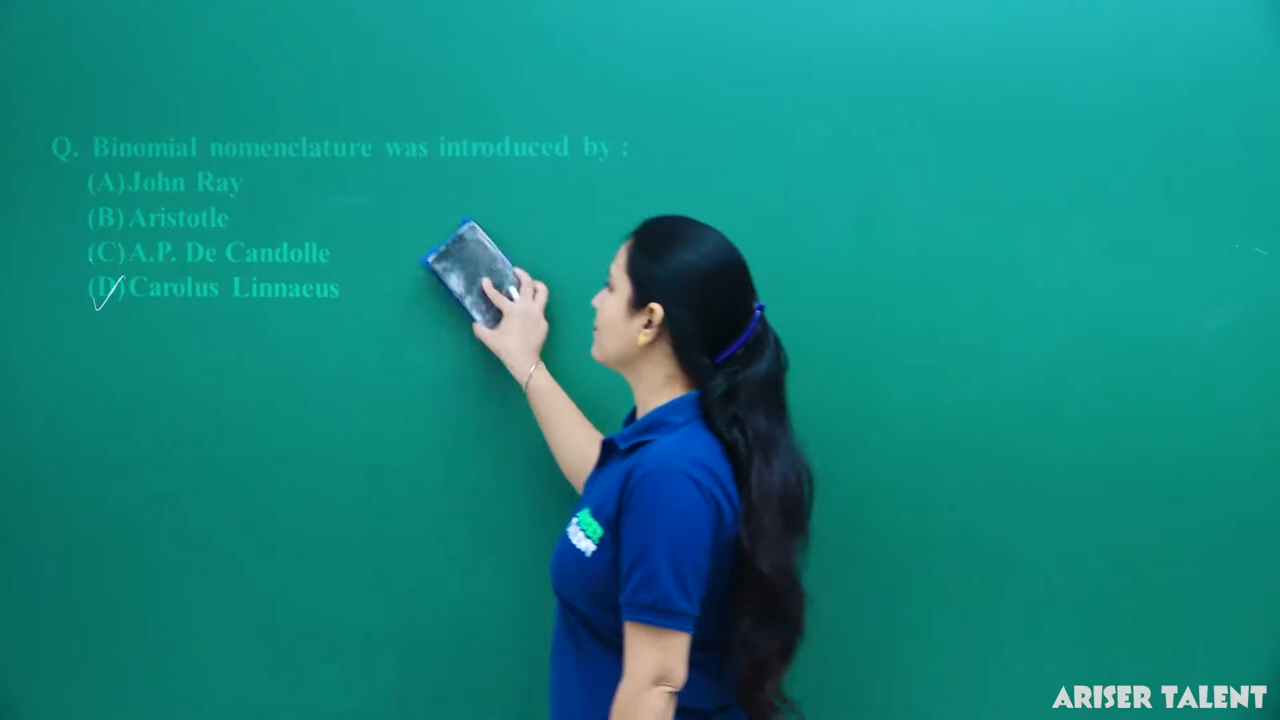 Q. Binomial nomenclature was introduced by :
(A) John Ray
(B) Aristotle
(C) A.P. De Candolle
(D) Carolus Linnaeus
ARISER TALENT